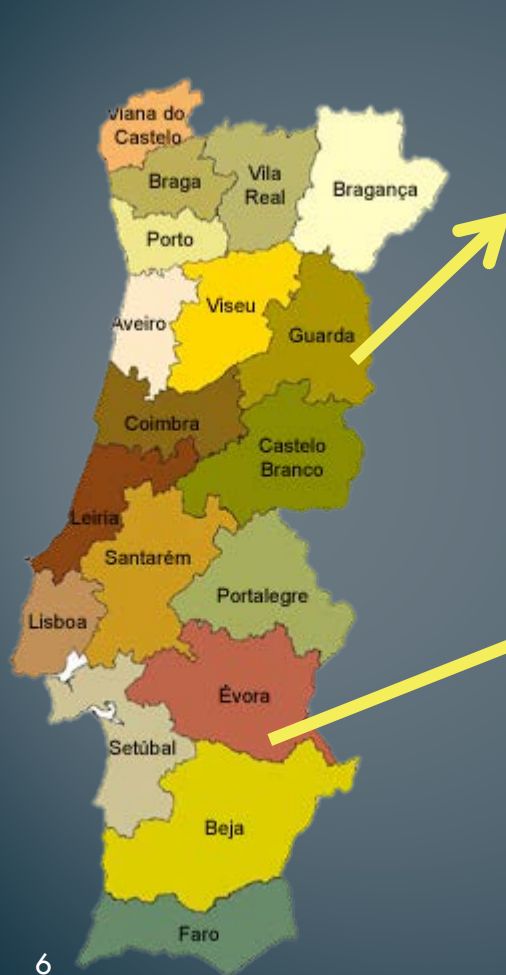 Viana do
Castelo
Braga
Vila
Real
Bragança
Porto
Aveiro
Viseu
Guarda
Coimbra
Castelo
Branco
Leiria
Santarém
Portalegre
Lisboa
Évora
Setúbal
Beja
Faro
6